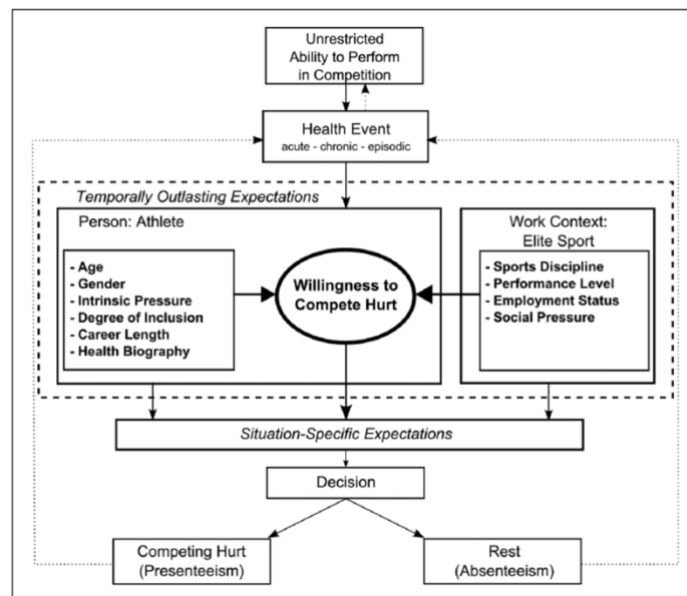 Unrestricted
Ability to Perform
in Competition
Health Event
acute - chronic - episodic
Temporally Outlasting Expectations
Person: Athlete
- Age
- Gender
- Intrinsic Pressure
- Degree of Inclusion
- Career Length
- Health Biography
Willingness to
Compete Hurt
Work Context:
Elite Sport
- Sports Discipline
- Performance Level
- Employment Status
- Social Pressure
Situation-Specific Expectations
Decision
Competing Hurt
(Presenteeism)
Rest
(Absenteeism)